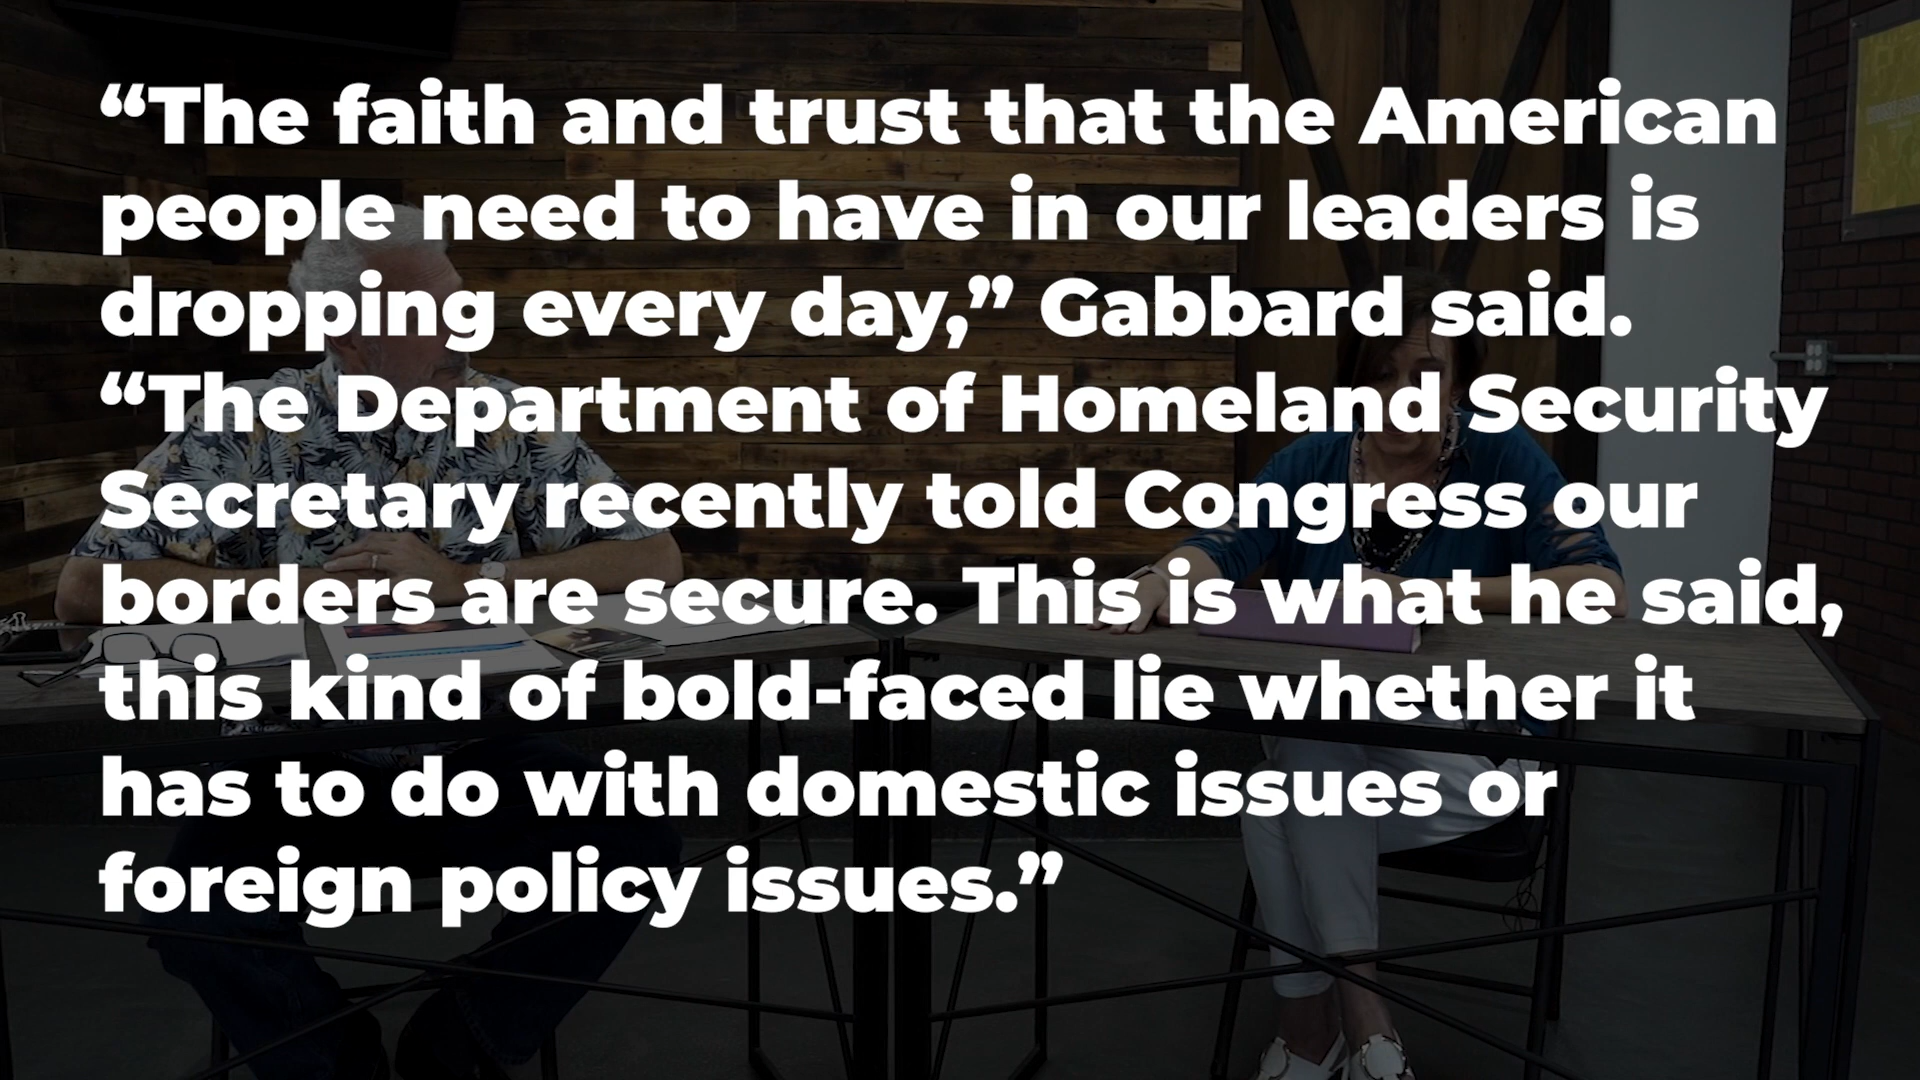 “The faith and trust that the American
people need to have in our leaders is
dropping every day,” Gabbard said.
“The Department of Homeland Security
Secretary recently told Congress our
borders are secure. This is what he said,
this kind of bold-faced lie whether it
has to do with domestic issues or
foreign policy issues.”